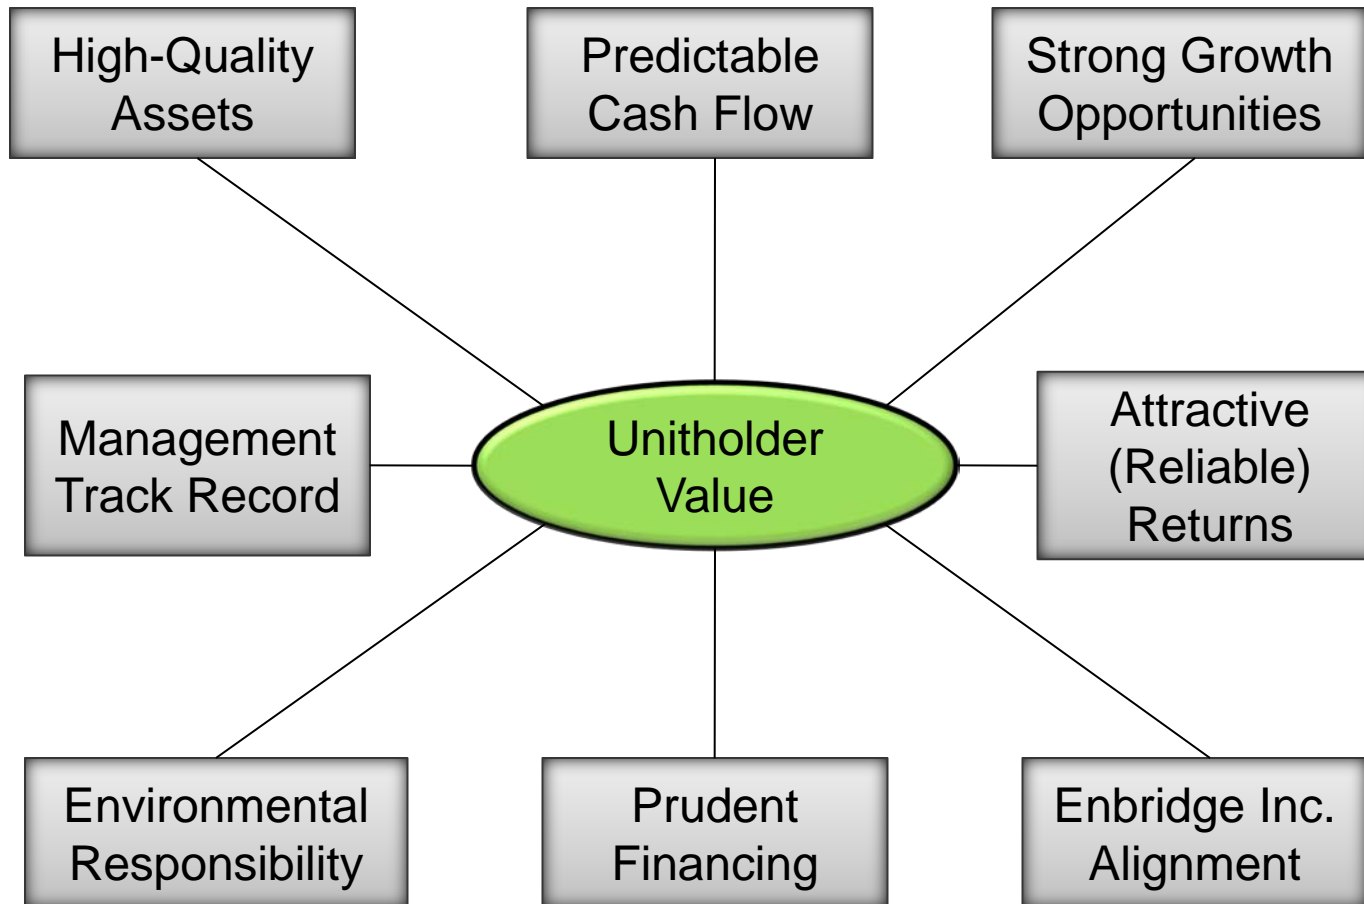 High-Quality
Assets
Predictable
Cash Flow
Strong Growth
Opportunities
Management
Track Record
Unitholder
Value
Attractive
(Reliable)
Returns
Environmental
Responsibility
Prudent
Financing
Enbridge Inc.
Alignment